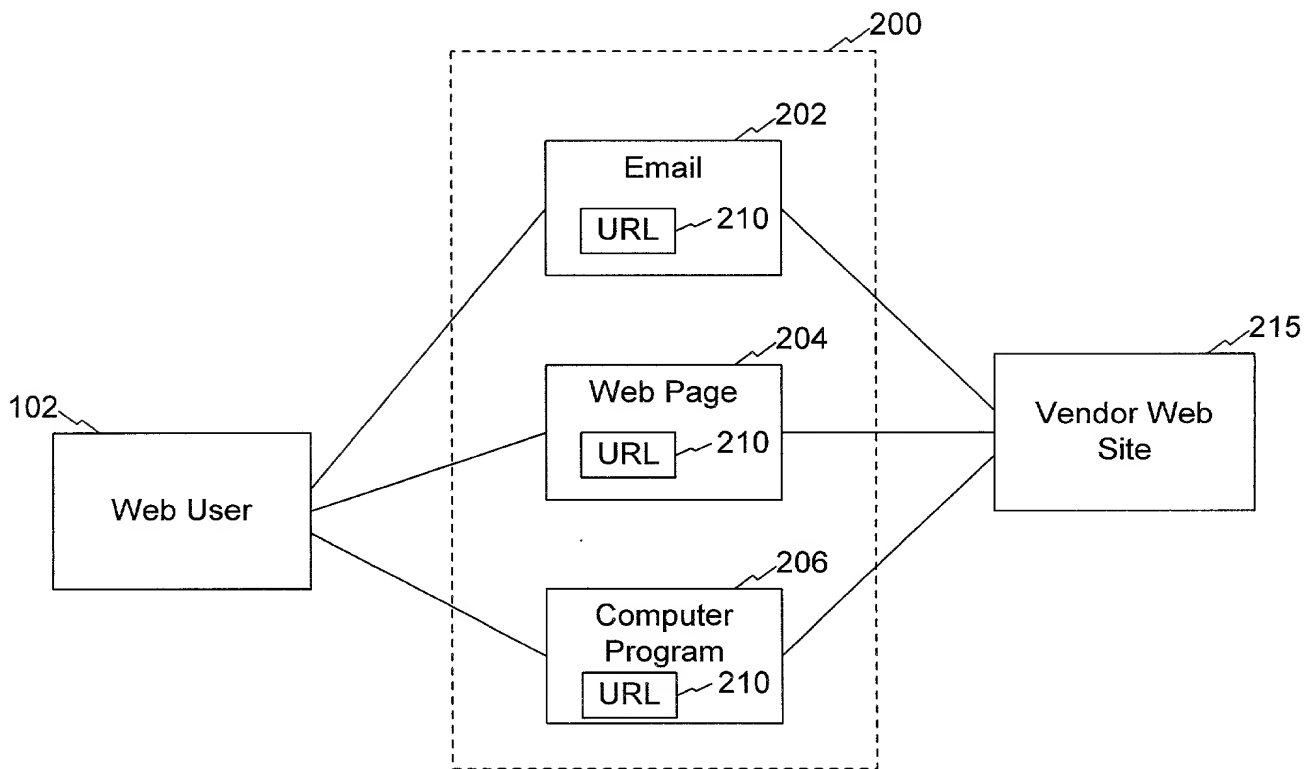 200
202
Email
URL
210
204
215
Web Page
102
URL
210
Vendor Web
Site
Web User
206
Computer
Program
URL
210